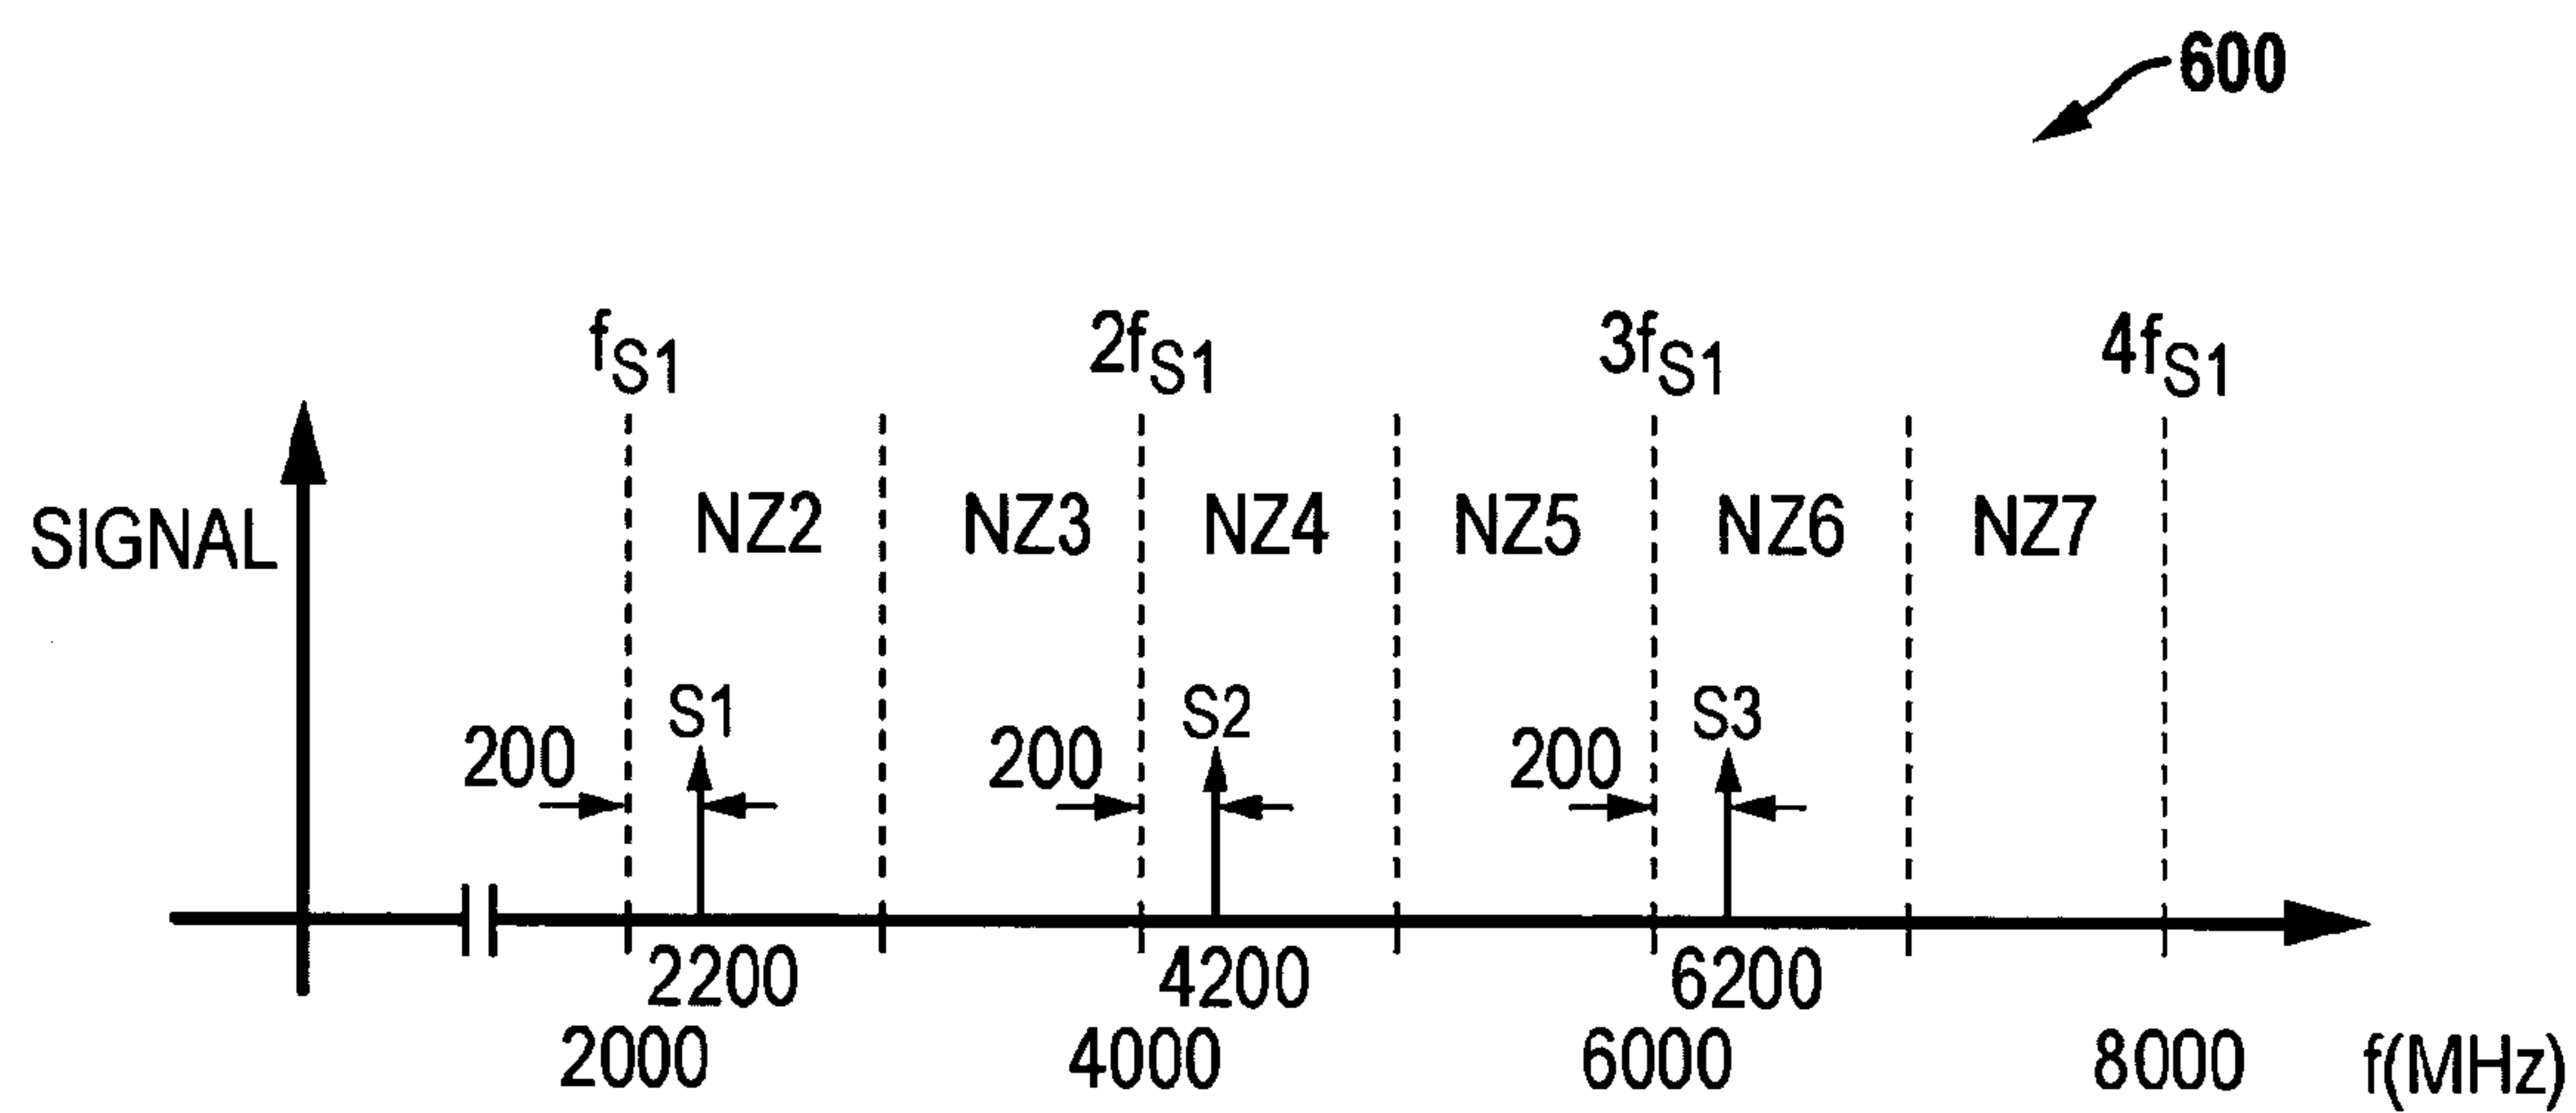 600
fS1 2fS1 3fS1 4fS1
SIGNAL NZ2 NZ3 NZ4 NZ5 NZ6 NZ7
S1 S2 S3
200 200 200
2200 4200 6200
2000 4000 6000 8000 f(MHz)